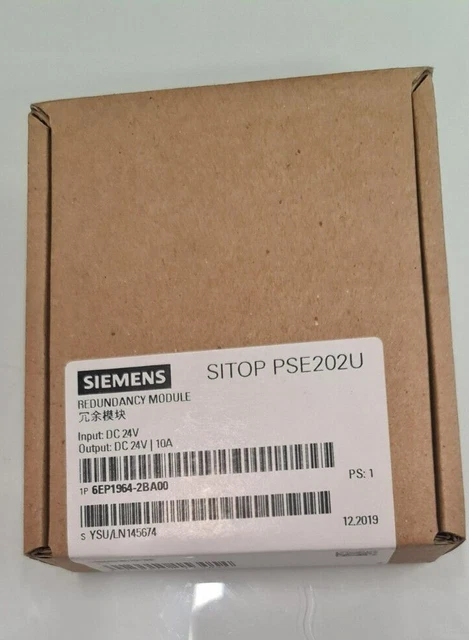 SIEMENS
SITOP PSE202U
REDUNDANCY MODULE
冗余模块
Input: DC 24V
Output: DC 24V | 10A
1P 6EP1964-2BA00
PS: 1
S YSU/LN145674
12.2019